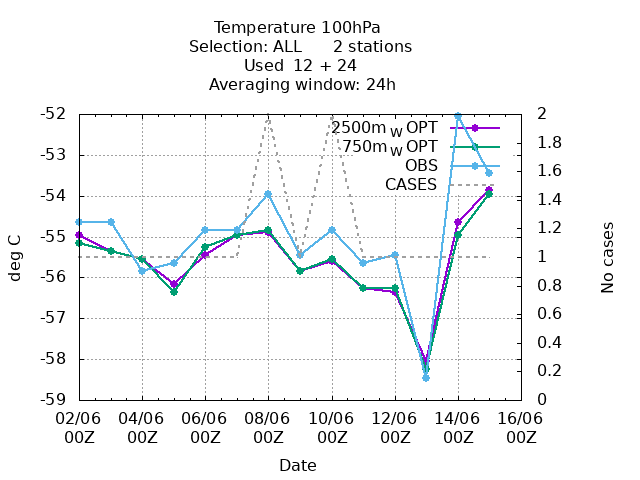 Temperature 100hPa
Selection: ALL 2 stations
Used 12 + 24
Averaging window: 24h
deg C
-52
-53
-54
-55
-56
-57
-58
-59
2500m W OPT
750m W OPT
OBS
CASES
2
1.8
1.6
1.4
1.2
1
0.8
0.6
0.4
0.2
0
No cases
02/06 04/06 06/06 08/06 10/06 12/06 14/06 16/06
00Z 00Z 00Z 00Z 00Z 00Z 00Z 00Z
Date